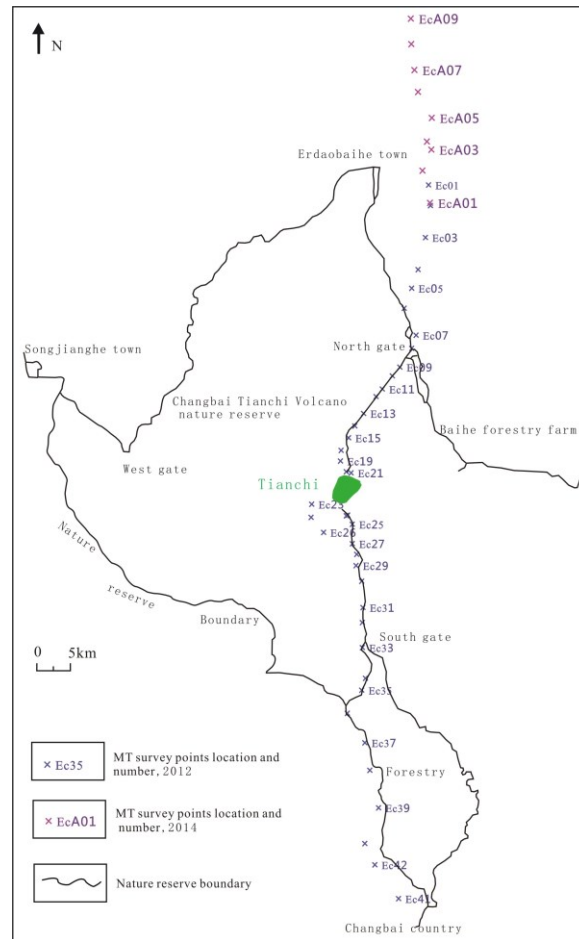 N
EcA09
EcA07
EcA05
EcA03
Erdaobaihe town
Ec01
EcA01
Ec03
Ec05
Ec07
North gate
Songjianghe town
Ec09
Ec11
Changbai Tianchi Volcano
nature reserve
Ec13
Baihe forestry farm
Ec15
West gate
Ec19
Ec21
Tianchi
Ec23
Ec25
Ec26
Ec27
Nature
Ec29
reserve
Ec31
Boundary
South gate
Ec33
0 5km
Ec35
Ec37
MT survey points location and
number, 2012
Ec35
Forestry
Ec39
MT survey points location and
number, 2014
EcA01
Ec42
Nature reserve boundary
Ec41
Changbai country